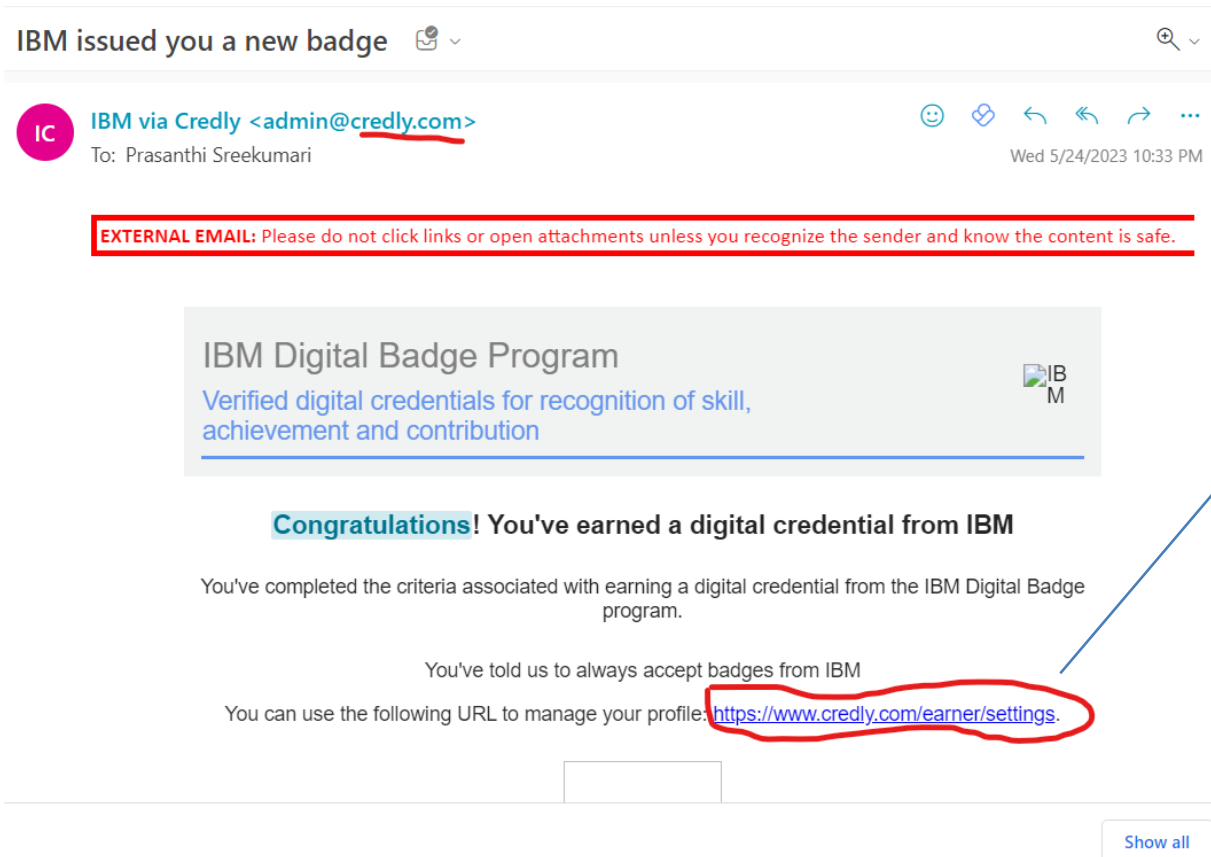 IBM issued you a new badge
IC
IBM via Credly <admin@credly.com>
To: Prasanthi Sreekumari
Wed 5/24/2023 10:33 PM
EXTERNAL EMAIL: Please do not click links or open attachments unless you recognize the sender and know the content is safe.
IBM Digital Badge Program
Verified digital credentials for recognition of skill,
achievement and contribution
IB
M
Congratulations! You've earned a digital credential from IBM
You've completed the criteria associated with earning a digital credential from the IBM Digital Badge
program.
You've told us to always accept badges from IBM
You can use the following URL to manage your profile: https://www.credly.com/earner/settings.
Show all